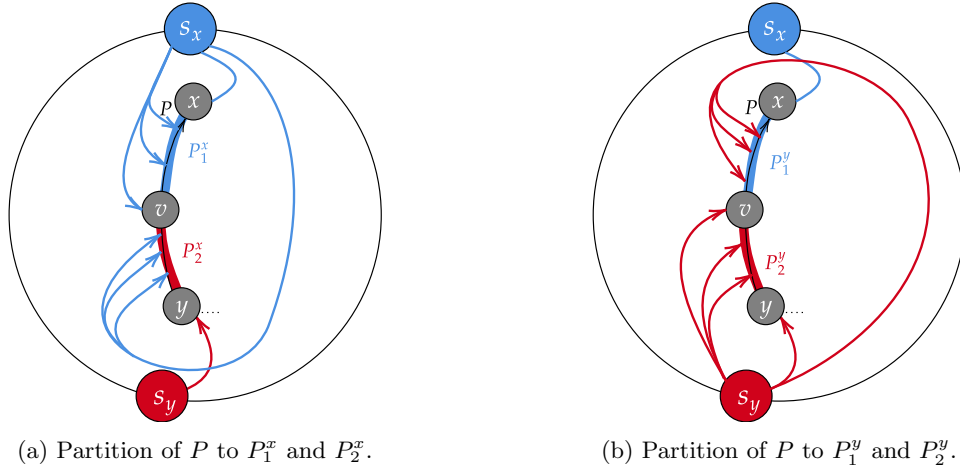 s_x
s_x
x
x
P
P
P_1^x
P_1^y
v
v
P_2^x
P_2^y
y....
y....
s_y
s_y
(a) Partition of P to P_1^x and P_2^x.
(b) Partition of P to P_1^y and P_2^y.